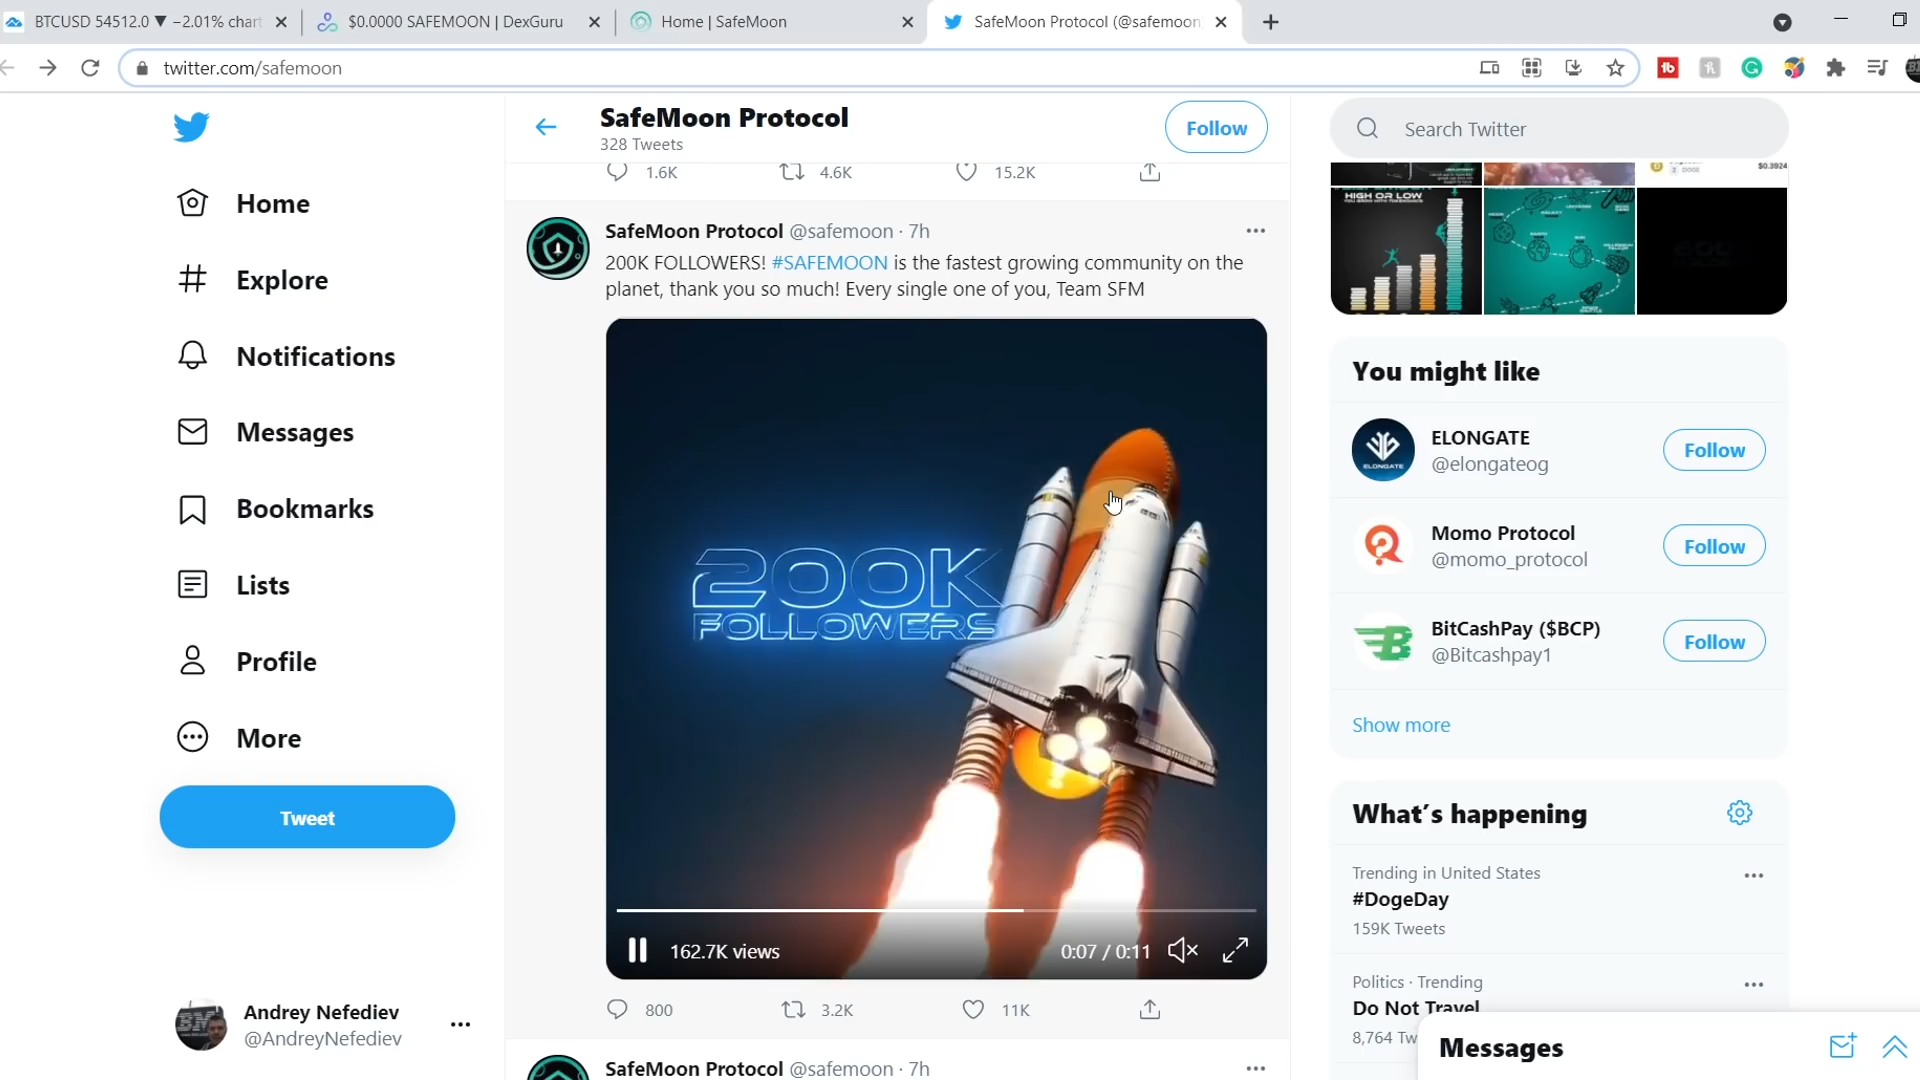 BTCUSD 54512.0 ▼ −2.01% chart
$0.0000 SAFEMOON | DexGuru
Home | SafeMoon
SafeMoon Protocol (@safemoon
twitter.com/safemoon
SafeMoon Protocol
328 Tweets
Follow
Search Twitter
1.6K
4.6K
15.2K
Home
Explore
Notifications
Messages
Bookmarks
Lists
Profile
More
Tweet
Andrey Nefediev
@AndreyNefediev
SafeMoon Protocol @safemoon · 7h
200K FOLLOWERS! #SAFEMOON is the fastest growing community on the
planet, thank you so much! Every single one of you, Team SFM
200K
FOLLOWERS
162.7K views
0:07 / 0:11
800
3.2K
11K
SafeMoon Protocol @safemoon · 7h
$0.3924
HIGH OR LOW
You might like
ELONGATE
ELONGATE
@elongateog
Follow
Momo Protocol
@momo_protocol
Follow
BitCashPay ($BCP)
@Bitcashpay1
Follow
Show more
What's happening
Trending in United States
#DogeDay
159K Tweets
Politics · Trending
Do Not Travel
8,764 Tw
Messages